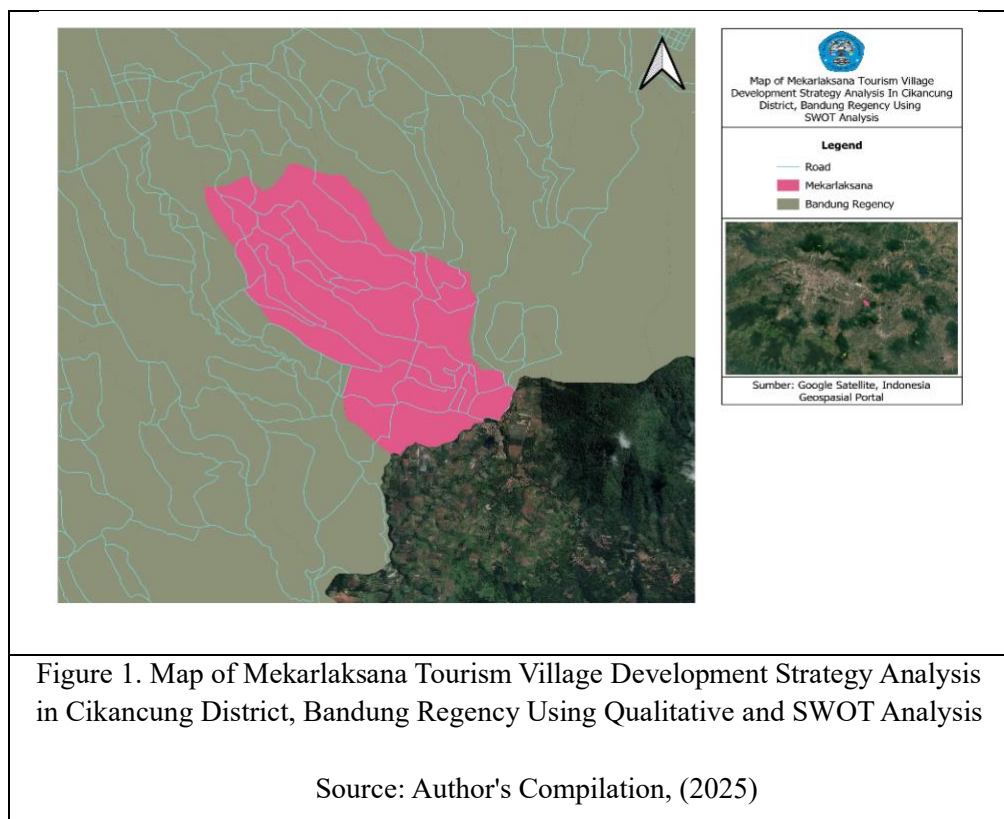 Map of Mekarlaksana Tourism Village
Development Strategy Analysis In Cikancung
District, Bandung Regency Using
SWOT Analysis
Legend
Road
Mekarlaksana
Bandung Regency
Sumber: Google Satellite, Indonesia
Geospasial Portal
Figure 1. Map of Mekarlaksana Tourism Village Development Strategy Analysis
in Cikancung District, Bandung Regency Using Qualitative and SWOT Analysis
Source: Author's Compilation, (2025)